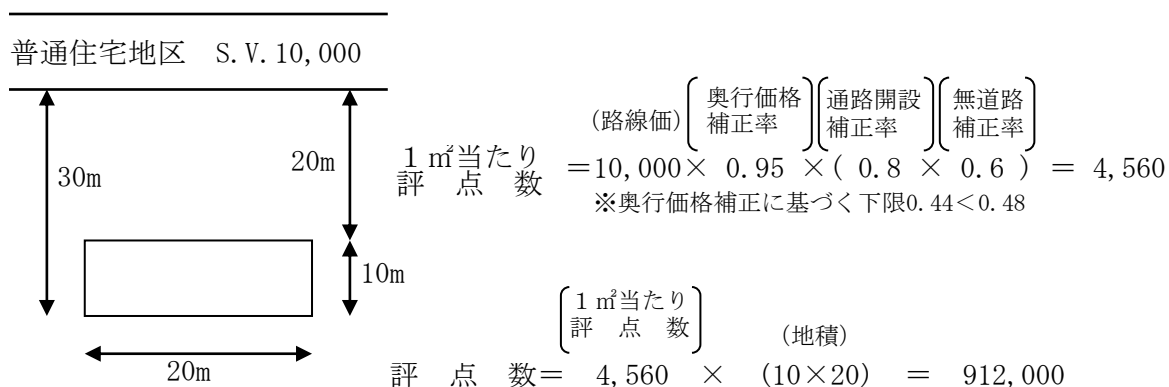 普通住宅地区 S.V.10,000
30m
20m
10m
20m
(路線価) 奥行価格補正率 通路開設補正率 無道路補正率
1㎡当たり評点数 =10,000× 0.95 ×( 0.8 × 0.6 ) = 4,560
※奥行価格補正に基づく下限0.44<0.48
1㎡当たり評点数 (地積)
評点数= 4,560 × (10×20) = 912,000